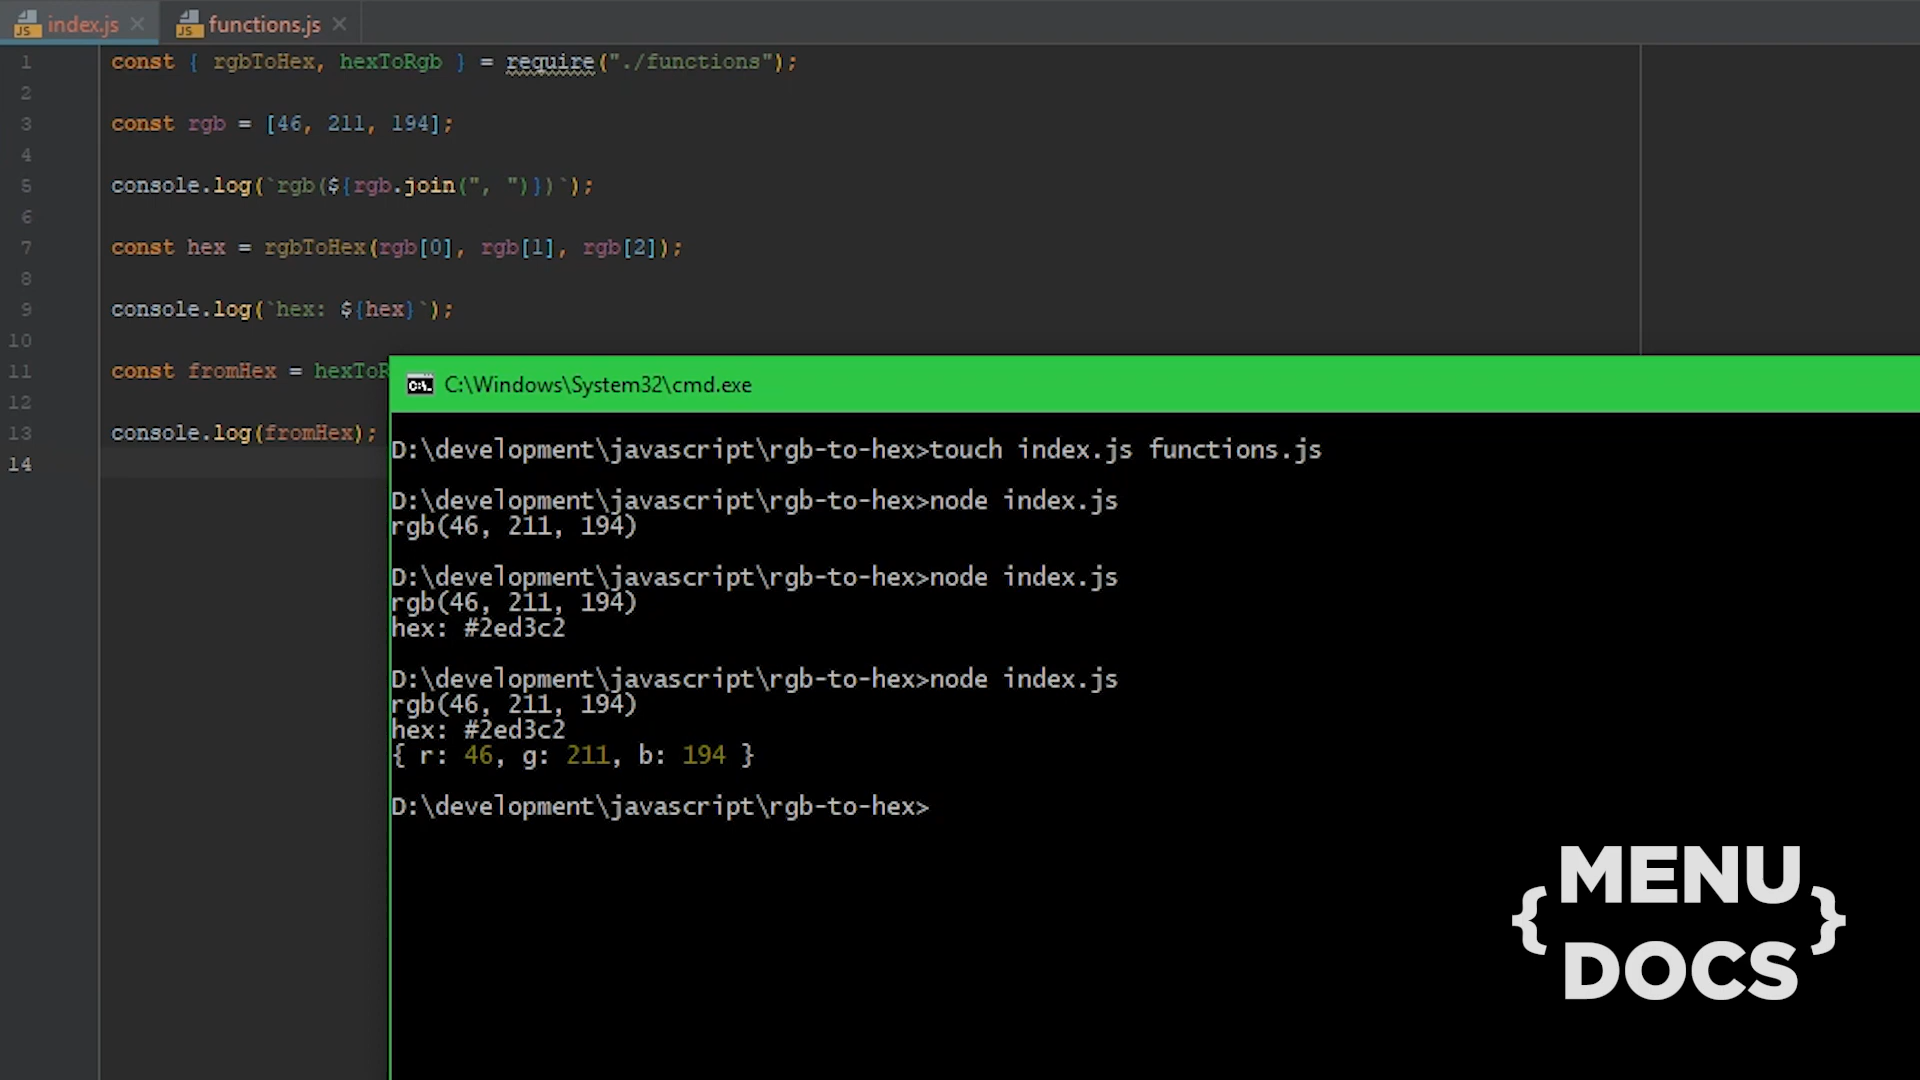 index.js
functions.js
1 const { rgbToHex, hexToRgb } = require("./functions");
2
3 const rgb = [46, 211, 194];
4
5 console.log(`rgb(${rgb.join(", ")})`);
6
7 const hex = rgbToHex(rgb[0], rgb[1], rgb[2]);
8
9 console.log(`hex: ${hex}`);
10
11 const fromHex =
12
13 console.log(fromHex);
14
C:\Windows\System32\cmd.exe
D:\development\javascript\rgb-to-hex>touch index.js functions.js
D:\development\javascript\rgb-to-hex>node index.js
rgb(46, 211, 194)
D:\development\javascript\rgb-to-hex>node index.js
rgb(46, 211, 194)
hex: #2ed3c2
D:\development\javascript\rgb-to-hex>node index.js
rgb(46, 211, 194)
hex: #2ed3c2
{ r: 46, g: 211, b: 194 }
D:\development\javascript\rgb-to-hex>
{MENU
DOCS}